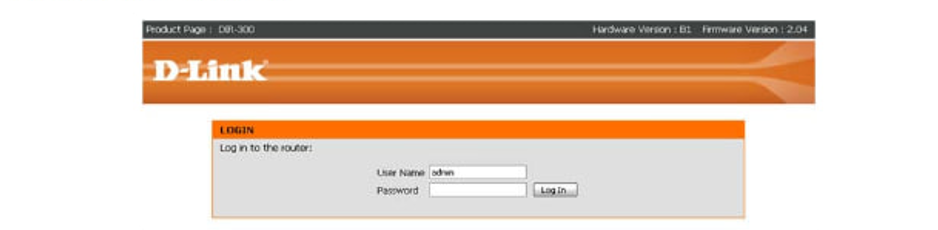 Product Page : DIR-300 Hardware Version : B1 Firmware Version : 2.04
D-Link
LOGIN
Log in to the router:
User Name admin
Password Log In